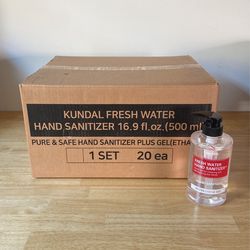 KUNDAL FRESH WATER
HAND SANITIZER 16.9 fl.oz.(500 ml
PURE & SAFE HAND SANITIZER PLUS GEL(ETHA
1 SET 20 ea
FRESH WATER
HAND SANITIZER